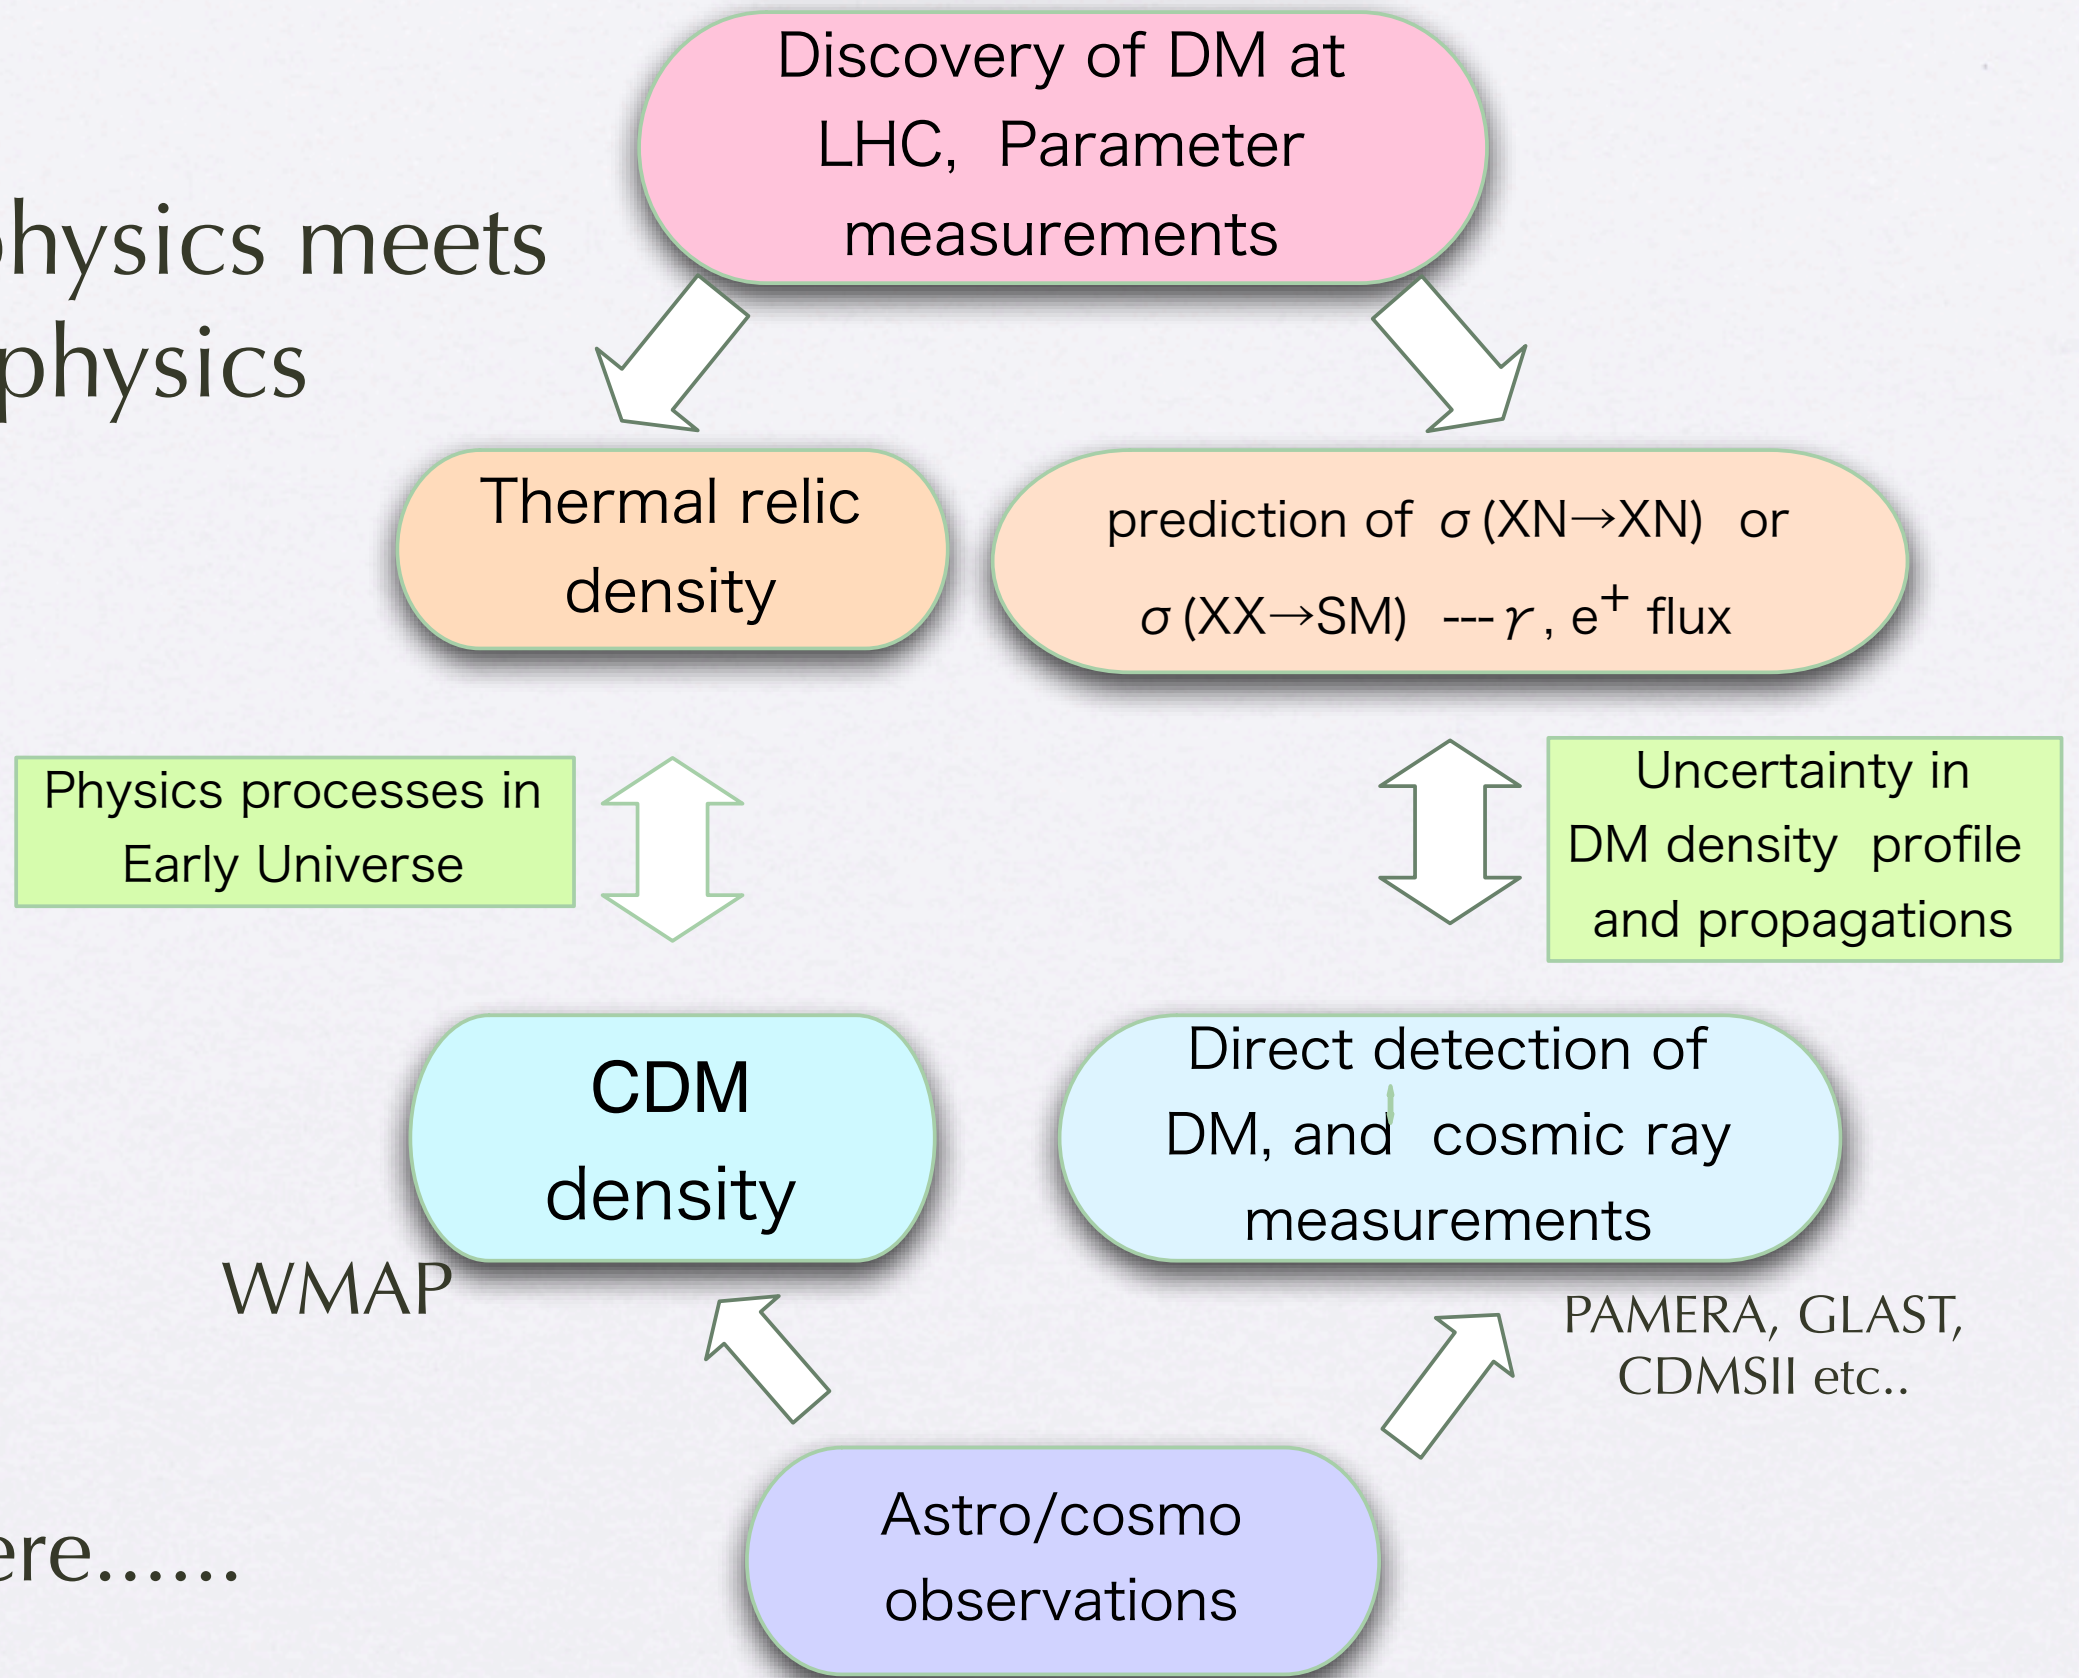 Discovery of DM at
LHC, Parameter
measurements
physics meets
physics
Thermal relic
density
prediction of σ(XN→XN) or
σ(XX→SM) --- γ, e⁺ flux
Physics processes in
Early Universe
Uncertainty in
DM density profile
and propagations
CDM
density
Direct detection of
DM, and cosmic ray
measurements
WMAP
PAMERA, GLAST,
CDMSII etc..
ere......
Astro/cosmo
observations